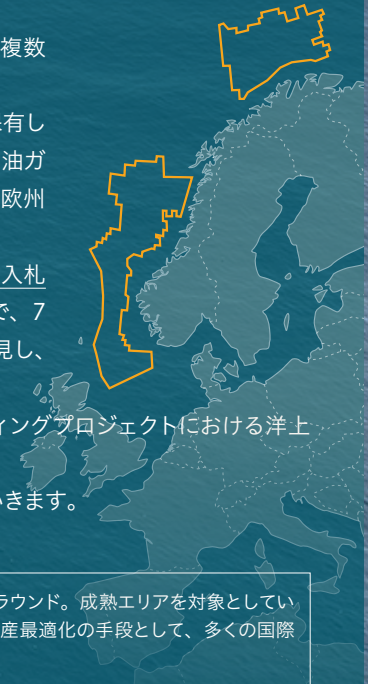 複数
有し
油ガ
欧州
入札
で、7
見し、
ィングプロジェクトにおける洋上
いきます。
ラウンド。成熟エリアを対象としてい
産最適化の手段として、多くの国際